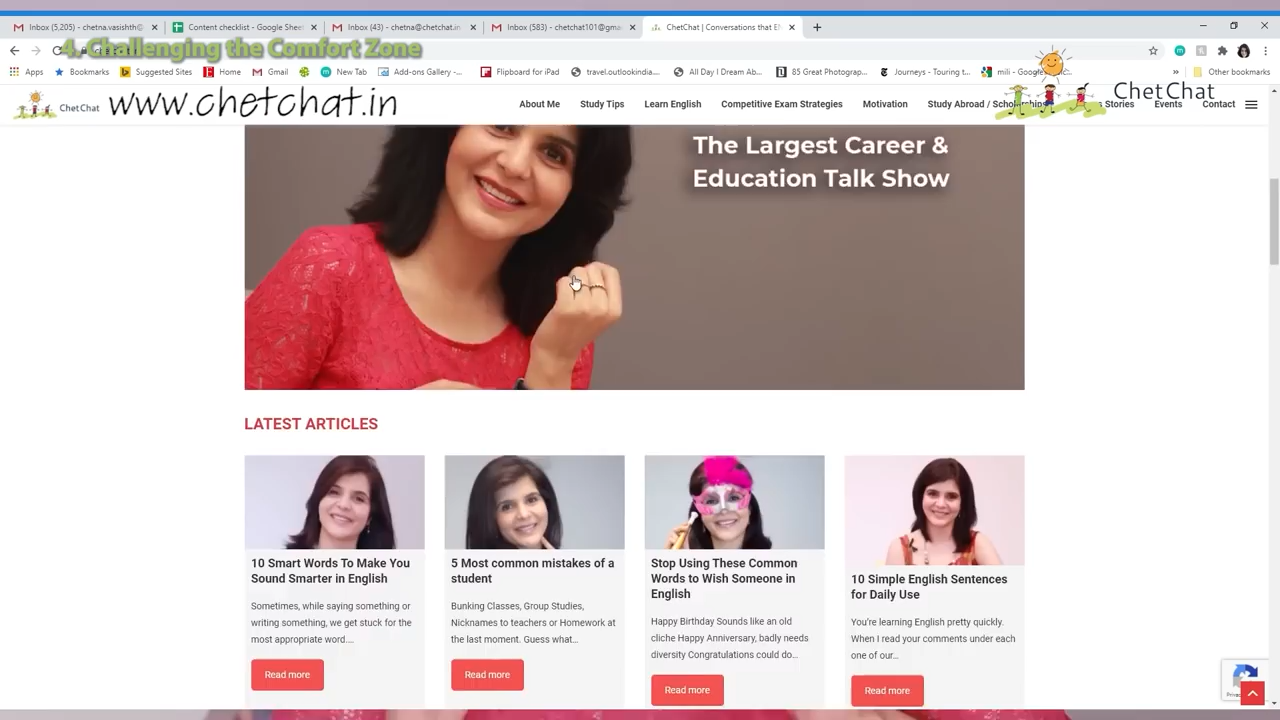 Inbox (5,205) - chetna.vasishth@
Content checklist - Google Sheet
Inbox (43) - chetna@chetchat.in
Inbox (583) - chetchat101@gma
ChetChat | Conversations that E
4. Challenging the Comfort Zone
Apps
Bookmarks
Suggested Sites
Home
Gmail
New Tab
Add-ons Gallery -...
Flipboard for iPad
travel.outlookindia...
All Day I Dream Ab...
85 Great Photograp...
Journeys - Touring t...
mili - Google
»
Other bookmarks
ChetChat
www.chetchat.in
About Me
Study Tips
Learn English
Competitive Exam Strategies
Motivation
Study Abroad / Scholarships
Stories
Events
Contact
ChetChat
The Largest Career &
Education Talk Show
LATEST ARTICLES
10 Smart Words To Make You
Sound Smarter in English
Sometimes, while saying something or
writing something, we get stuck for the
most appropriate word....
Read more
5 Most common mistakes of a
student
Bunking Classes, Group Studies,
Nicknames to teachers or Homework at
the last moment. Guess what...
Read more
Stop Using These Common
Words to Wish Someone in
English
Happy Birthday Sounds like an old
cliche Happy Anniversary, badly needs
diversity Congratulations could do...
Read more
10 Simple English Sentences
for Daily Use
You're learning English pretty quickly.
When I read your comments under each
one of our...
Read more